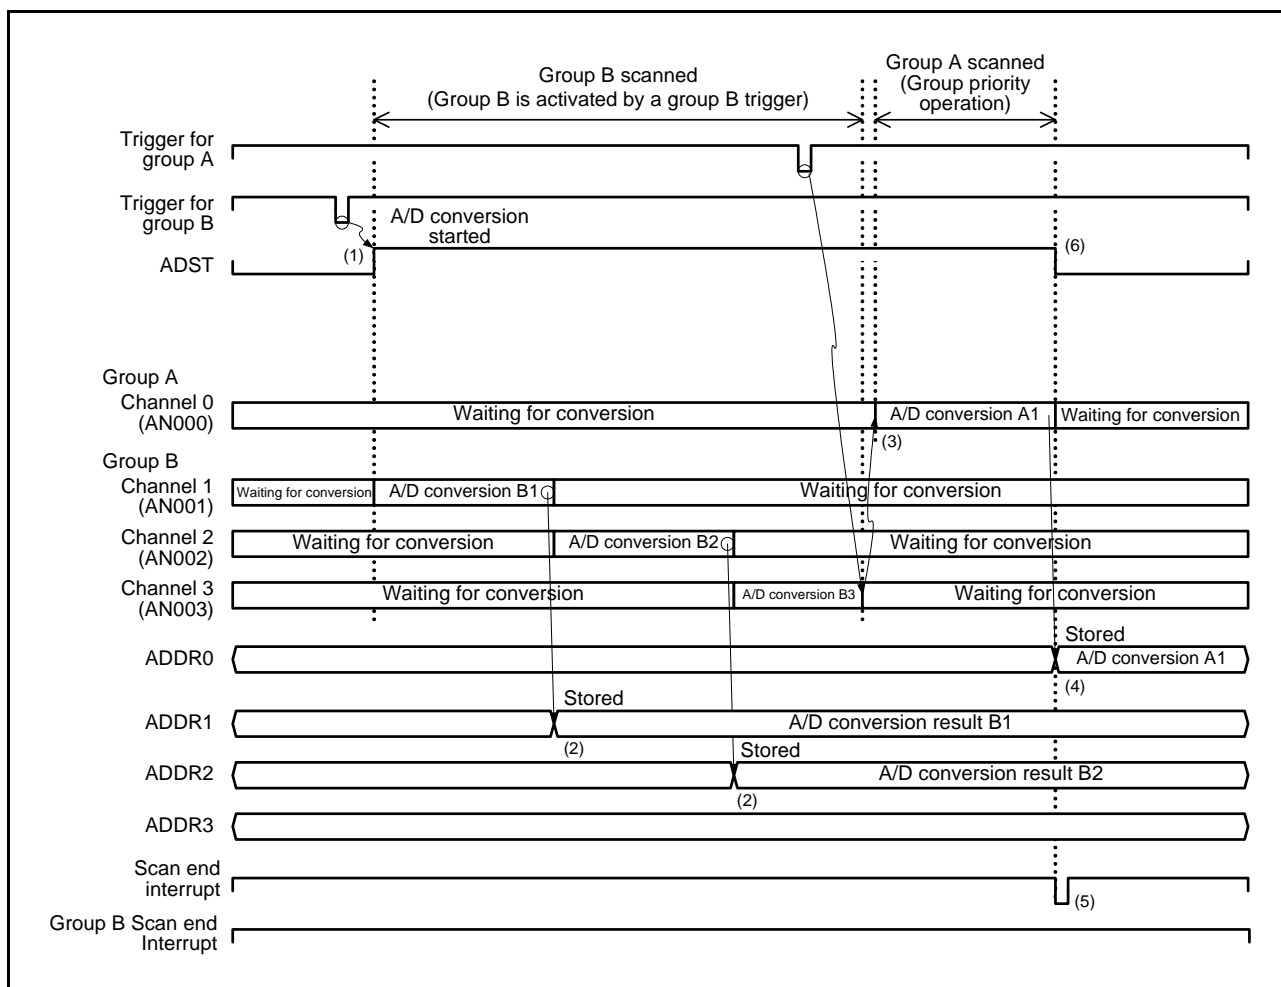 Group B scanned
(Group B is activated by a group B trigger)
Group A scanned
(Group priority
operation)
Trigger for
group A
Trigger for
group B
A/D conversion
started
(1)
(6)
ADST
Group A
Channel 0
(AN000)
Waiting for conversion
A/D conversion A1
Waiting for conversion
(3)
Group B
Channel 1
(AN001)
Waiting for conversion
A/D conversion B1
Waiting for conversion
Channel 2
(AN002)
Waiting for conversion
A/D conversion B2
Waiting for conversion
Channel 3
(AN003)
Waiting for conversion
A/D conversion B3
Waiting for conversion
Stored
ADDR0
A/D conversion A1
(4)
Stored
ADDR1
A/D conversion result B1
(2)
Stored
ADDR2
A/D conversion result B2
(2)
ADDR3
Scan end
interrupt
(5)
Group B Scan end
Interrupt